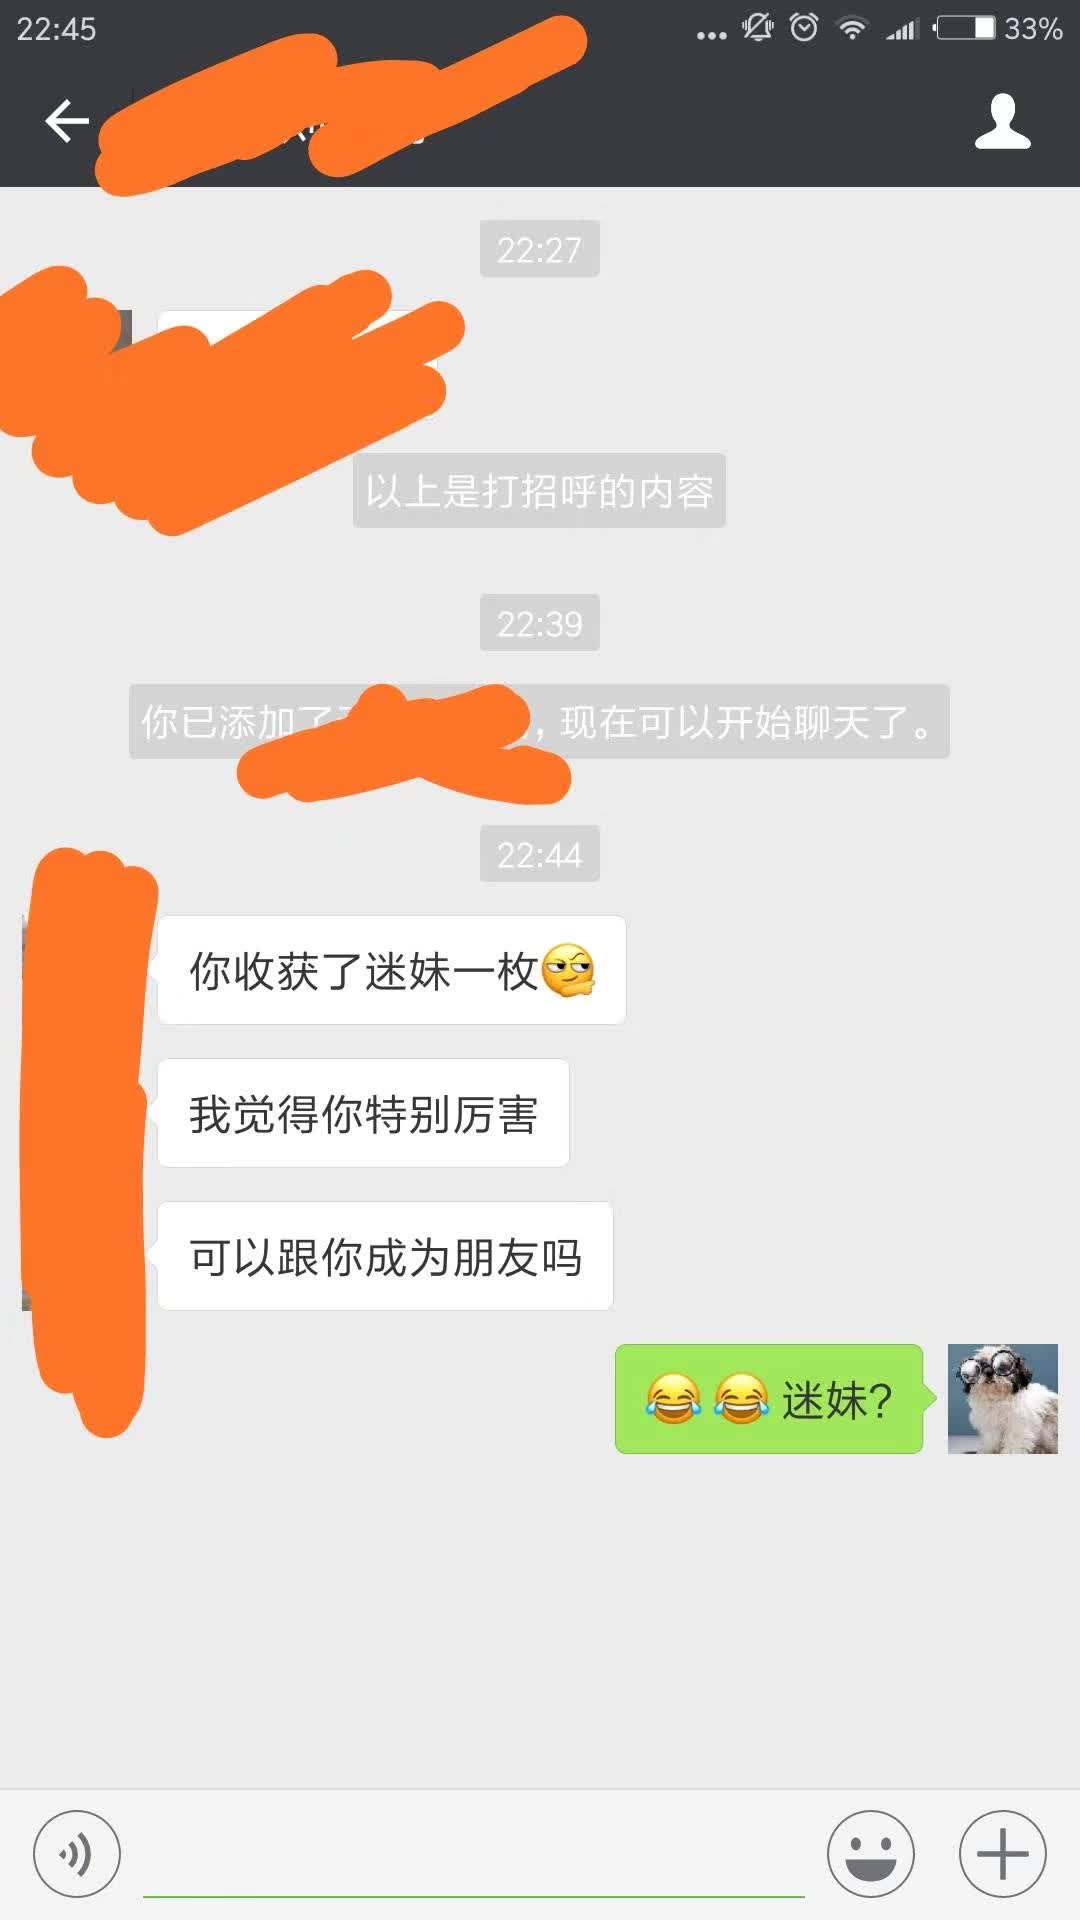 22:45
33%
22:27
以上是打招呼的内容
22:39
你已添加了
，现在可以开始聊天了。
22:44
你收获了迷妹一枚🤔
我觉得你特别厉害
可以跟你成为朋友吗
😂😂迷妹?